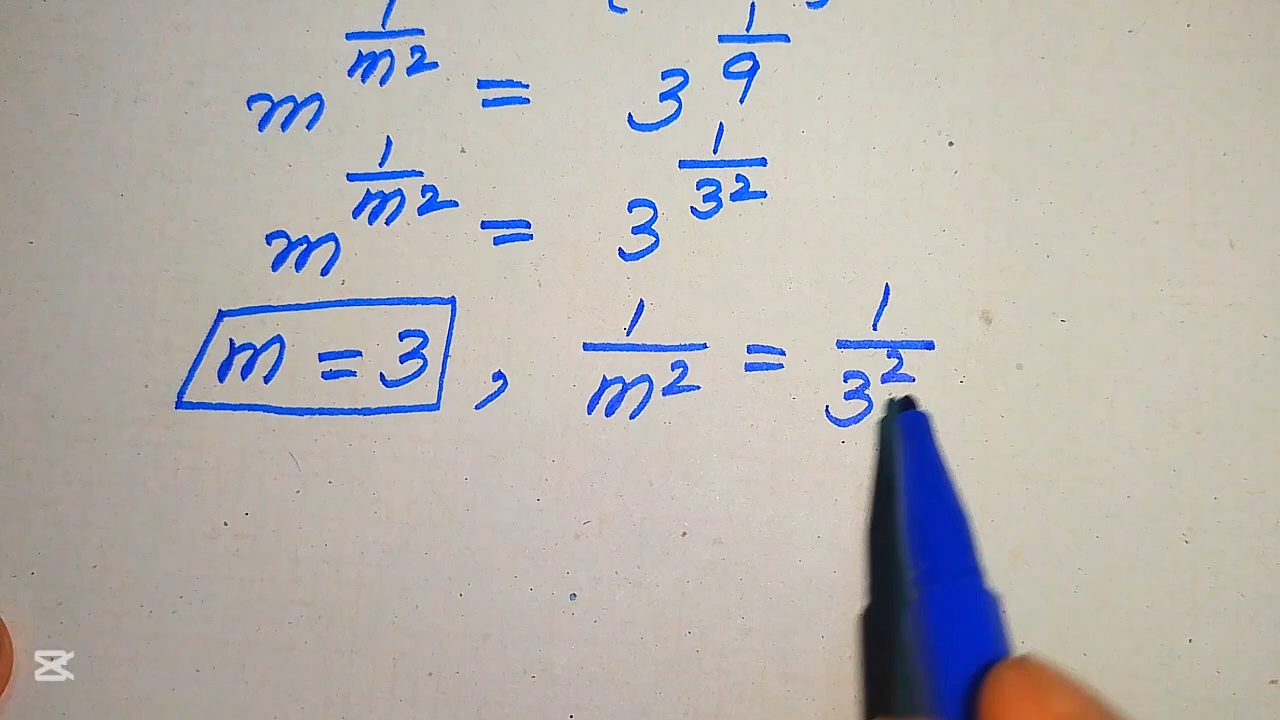 m^(1/m²) = 3^(1/9)
m^(1/m²) = 3^(1/3²)
m = 3 , 1/m² = 1/3²